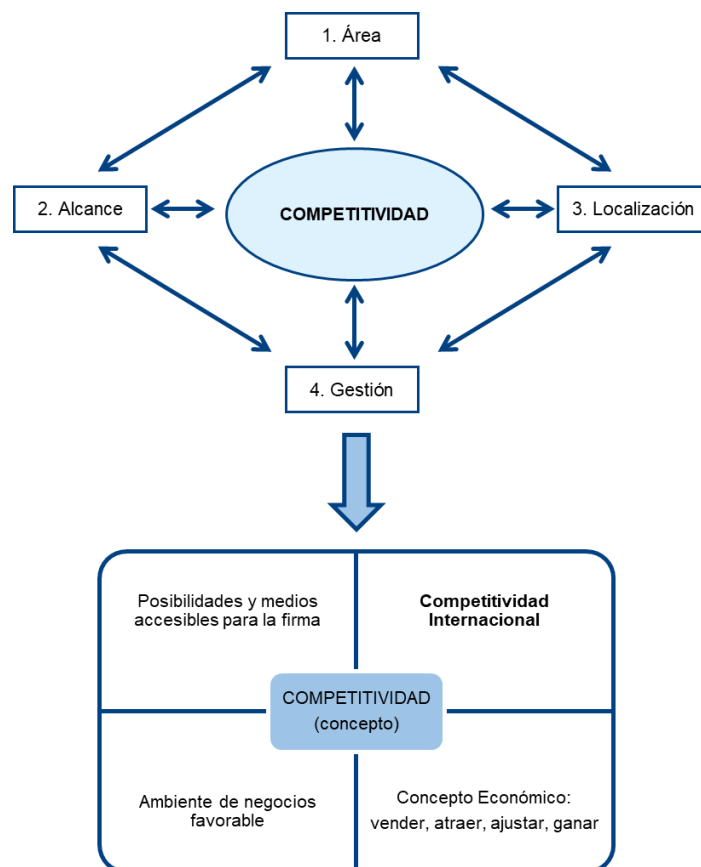 1. Área
2. Alcance
COMPETITIVIDAD
3. Localización
4. Gestión
Posibilidades y medios
accesibles para la firma
Competitividad
Internacional
COMPETITIVIDAD
(concepto)
Ambiente de negocios
favorable
Concepto Económico:
vender, atraer, ajustar, ganar